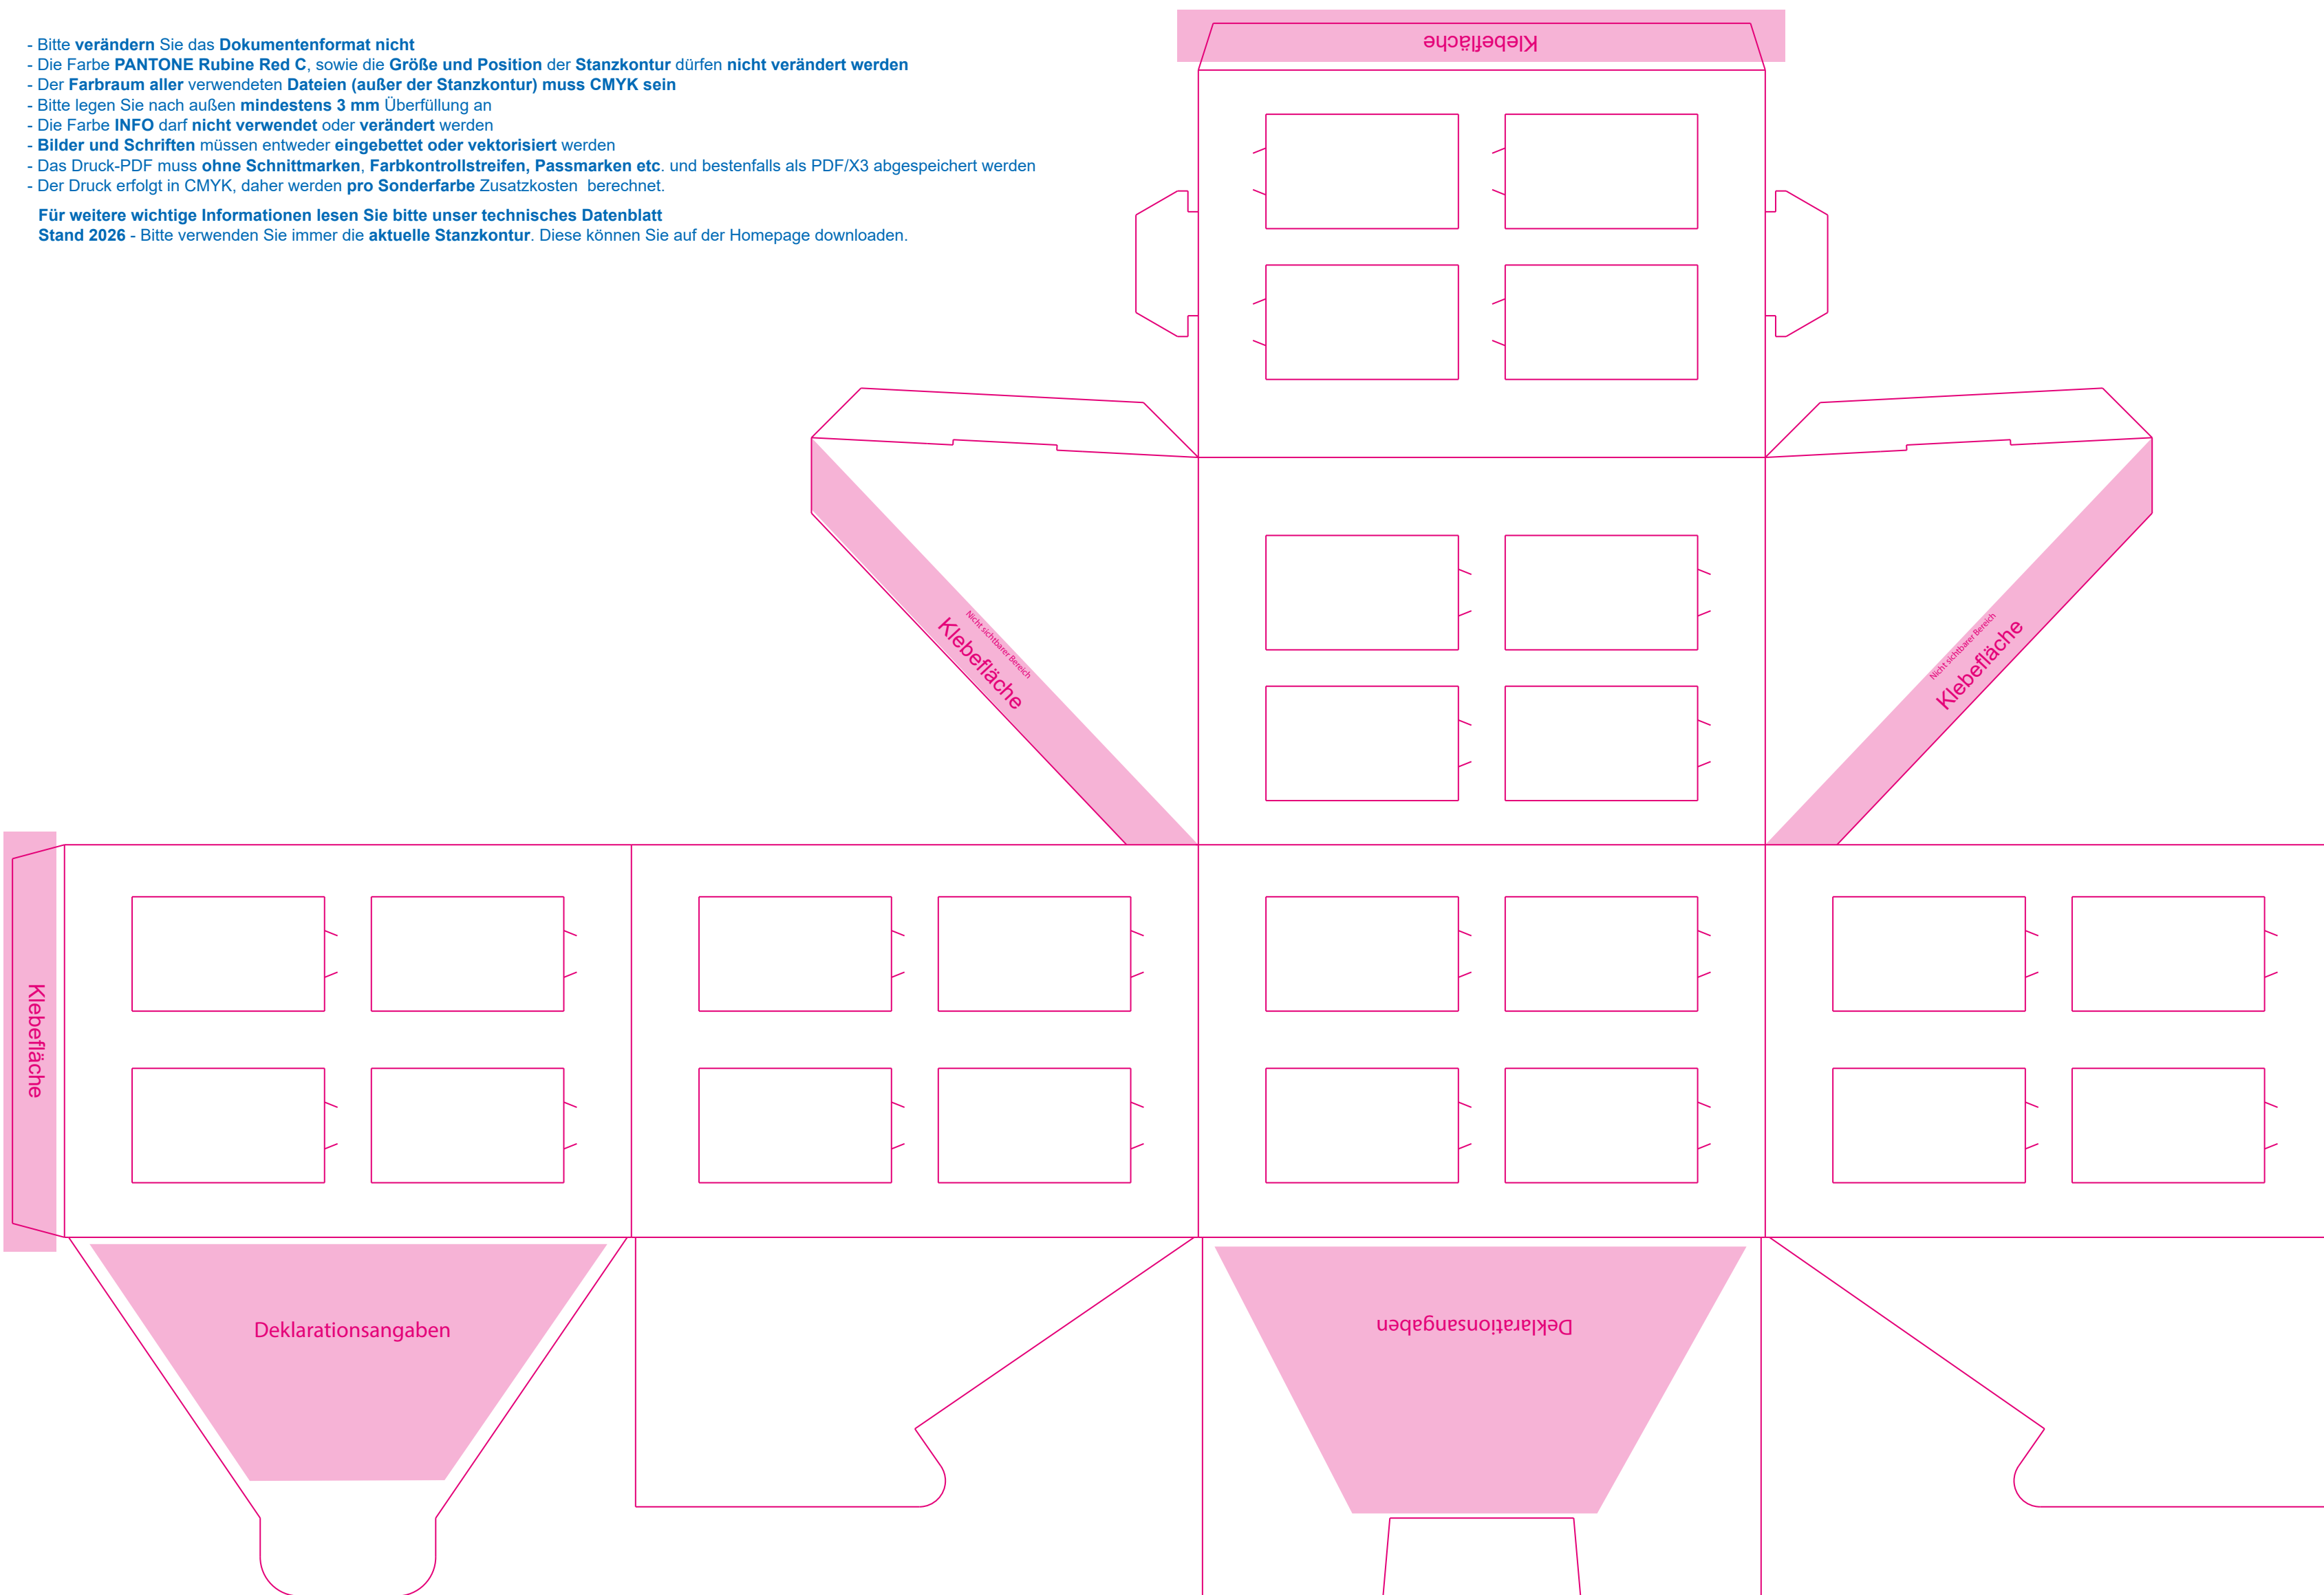 - Bitte verändern Sie das Dokumentenformat nicht
- Die Farbe PANTONE Rubine Red C, sowie die Größe und Position der Stanzkontur dürfen nicht verändert werden
- Der Farbraum aller verwendeten Dateien (außer der Stanzkontur) muss CMYK sein
- Bitte legen Sie nach außen mindestens 3 mm Überfüllung an
- Die Farbe INFO darf nicht verwendet oder verändert werden
- Bilder und Schriften müssen entweder eingebettet oder vektorisiert werden
- Das Druck-PDF muss ohne Schnittmarken, Farbkontrollstreifen, Passmarken etc. und bestenfalls als PDF/X3 abgespeichert werden
- Der Druck erfolgt in CMYK, daher werden pro Sonderfarbe Zusatzkosten berechnet.
Für weitere wichtige Informationen lesen Sie bitte unser technisches Datenblatt
Stand 2026 - Bitte verwenden Sie immer die aktuelle Stanzkontur. Diese können Sie auf der Homepage downloaden.
Klebefläche
Nicht sichtbarer Bereich
Klebefläche
Nicht sichtbarer Bereich
Klebefläche
Klebefläche
Deklarationsangaben
Deklarationsangaben